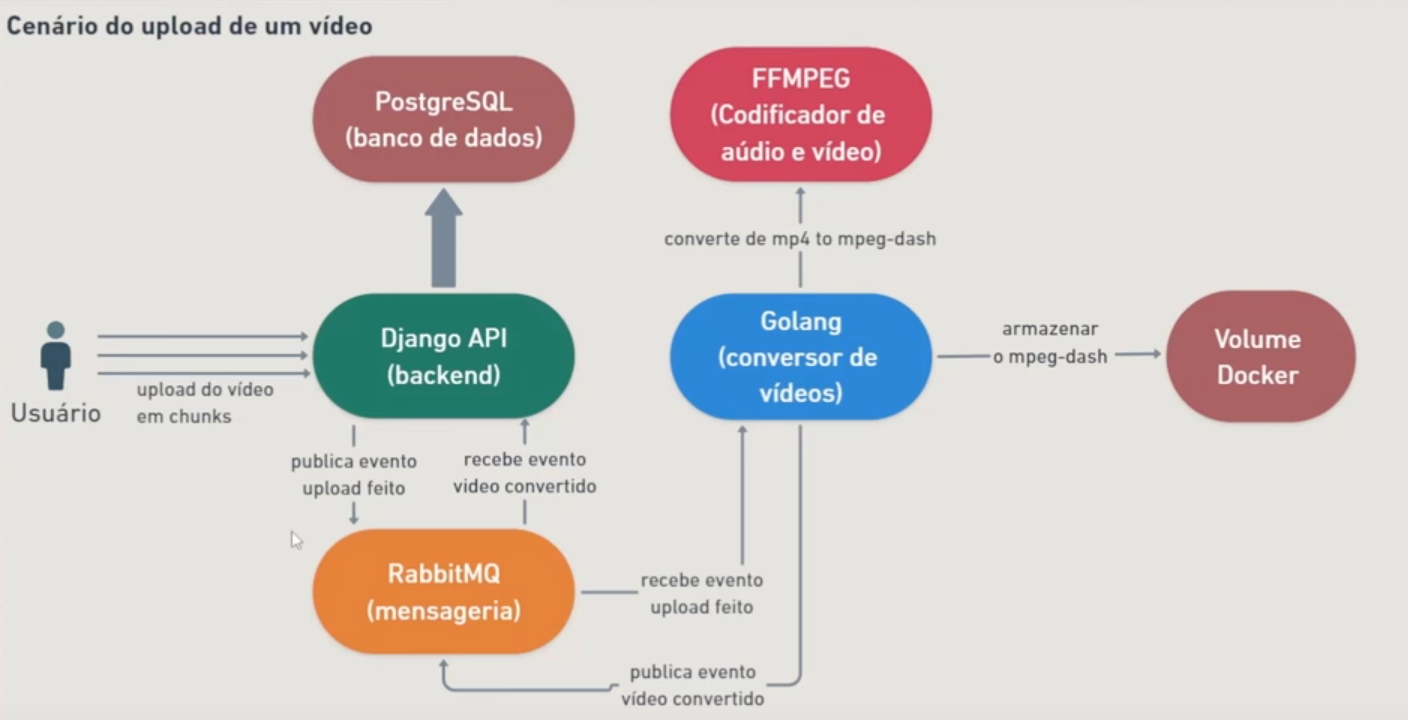 Cenário do upload de um vídeo
PostgreSQL
(banco de dados)
FFMPEG
(Codificador de
aúdio e vídeo)
converte de mp4 to mpeg-dash
Usuário
upload do vídeo
em chunks
Django API
(backend)
Golang
(conversor de
vídeos)
armazenar
o mpeg-dash
Volume
Docker
publica evento
upload feito
recebe evento
video convertido
RabbitMQ
(mensageria)
recebe evento
upload feito
publica evento
vídeo convertido